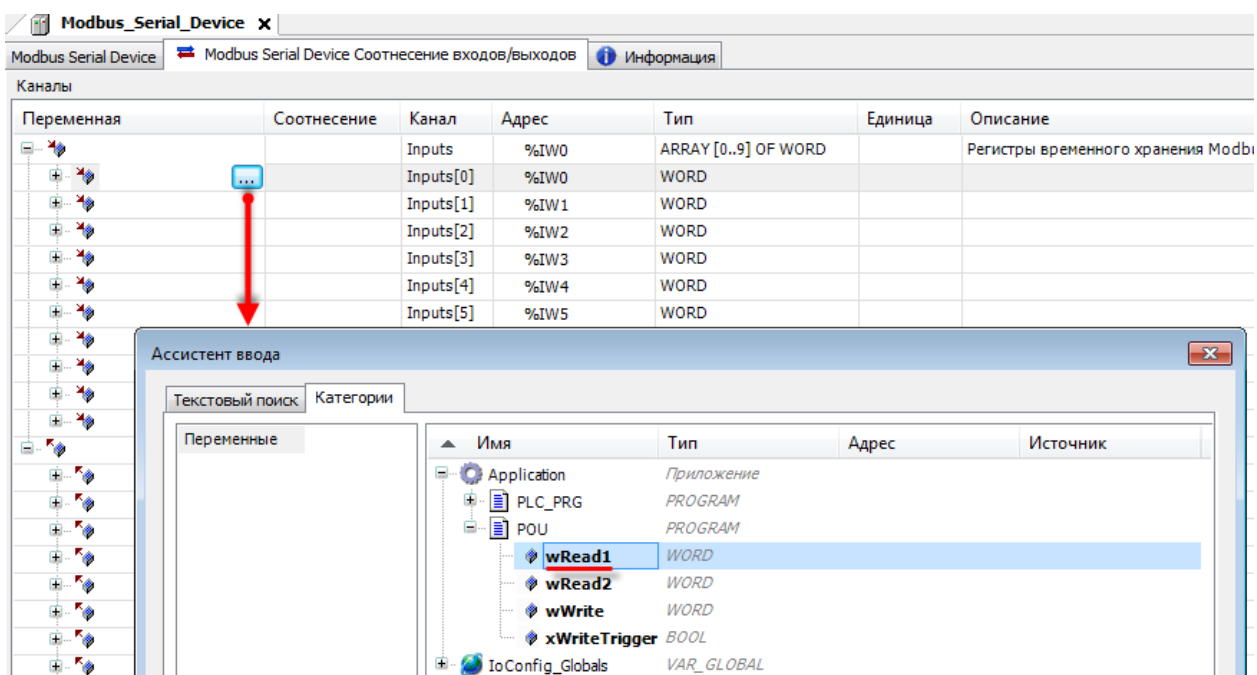 Modbus_Serial_Device x
Modbus Serial Device Modbus Serial Device Соотнесение входов/выходов Информация
Каналы
Переменная Соотнесение Канал Адрес Тип Единица Описание
Inputs %IW0 ARRAY [0..9] OF WORD Регистры временного хранения Modbu
... Inputs[0] %IW0 WORD
Inputs[1] %IW1 WORD
Inputs[2] %IW2 WORD
Inputs[3] %IW3 WORD
Inputs[4] %IW4 WORD
Inputs[5] %IW5 WORD
Ассистент ввода
Текстовый поиск Категории
Переменные Имя Тип Адрес Источник
Application Приложение
PLC_PRG PROGRAM
POU PROGRAM
wRead1 WORD
wRead2 WORD
wWrite WORD
xWriteTrigger BOOL
IoConfig_Globals VAR_GLOBAL